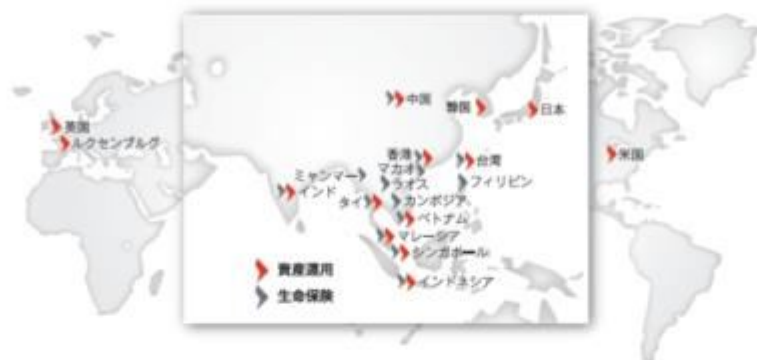 英国
ルクセンブルグ
中国
韓国
日本
香港
マカオ
ラオス
台湾
フィリピン
ミャンマー
インド
タイ
カンボジア
ベトナム
マレーシア
シンガポール
インドネシア
米国
資産運用
生命保険